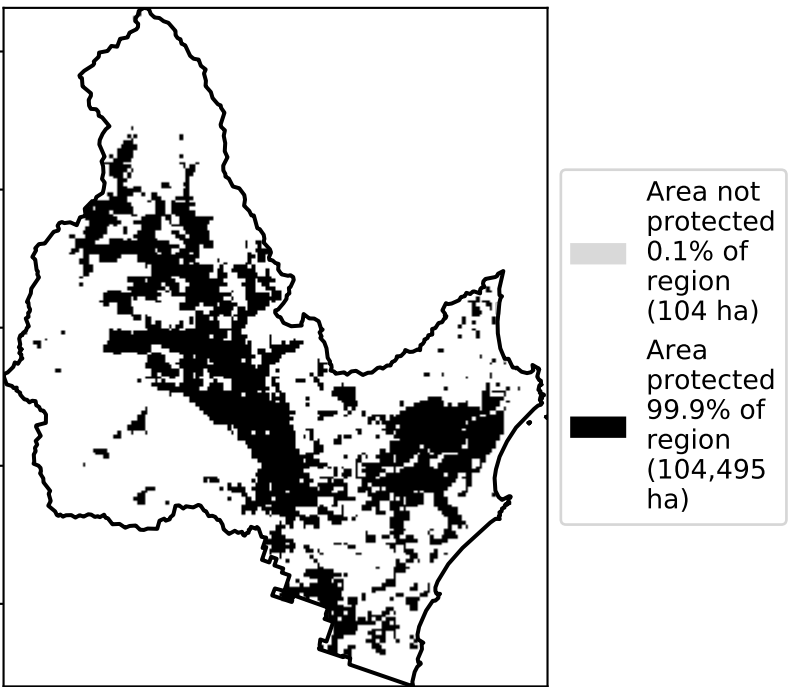 Area not
protected
0.1% of
region
(104 ha)
Area
protected
99.9% of
region
(104,495
ha)